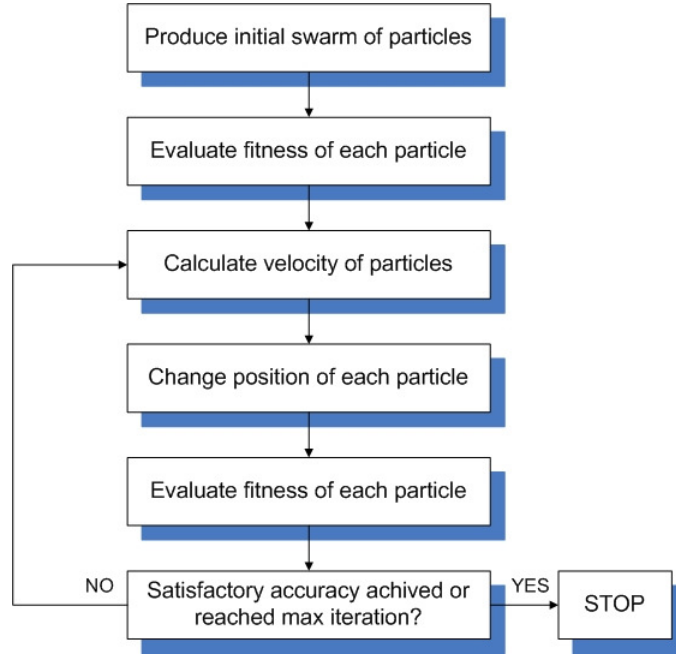 Produce initial swarm of particles
Evaluate fitness of each particle
Calculate velocity of particles
Change position of each particle
Evaluate fitness of each particle
NO
Satisfactory accuracy achived or
reached max iteration?
YES
STOP